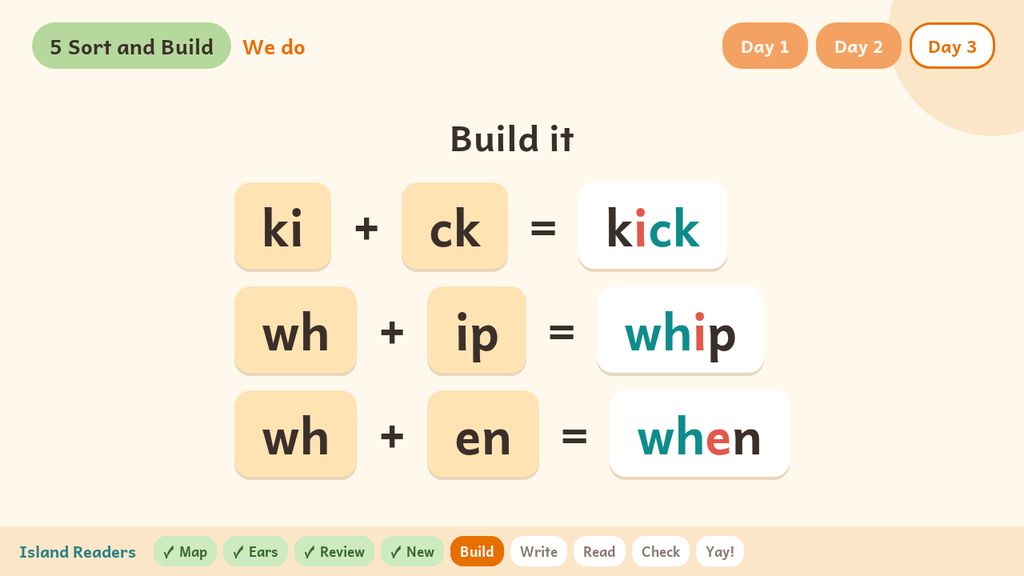 5 Sort and Build We do Day 1 Day 2 Day 3
Build it
ki + ck = kick
wh + ip = whip
wh + en = when
Island Readers ✓ Map ✓ Ears ✓ Review ✓ New Build Write Read Check Yay!